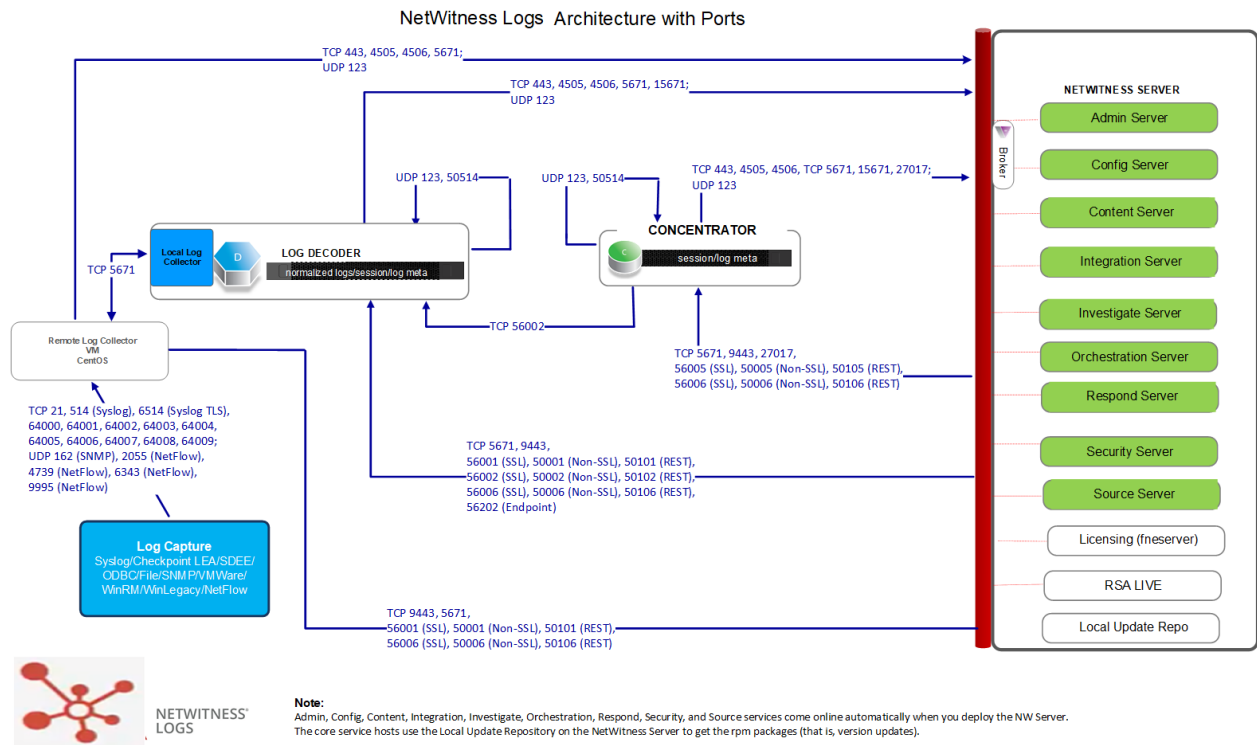 NetWitness Logs Architecture with Ports
TCP 443, 4505, 4506, 5671;
UDP 123
TCP 443, 4505, 4506, 5671, 15671;
UDP 123
NETWITNESS SERVER
Admin Server
Broker
Config Server
UDP 123, 50514
UDP 123, 50514
TCP 443, 4505, 4506, TCP 5671, 15671, 27017;
UDP 123
Content Server
Local Log
Collector
D
LOG DECODER
normalized logs/session/log meta
CONCENTRATOR
C
session/log meta
Integration Server
TCP 5671
Investigate Server
TCP 56002
Remote Log Collector
VM
CentOS
Orchestration Server
TCP 5671, 9443, 27017,
56005 (SSL), 50005 (Non-SSL), 50105 (REST),
56006 (SSL), 50006 (Non-SSL), 50106 (REST)
Respond Server
TCP 21, 514 (Syslog), 6514 (Syslog TLS),
64000, 64001, 64002, 64003, 64004,
64005, 64006, 64007, 64008, 64009;
UDP 162 (SNMP), 2055 (NetFlow),
4739 (NetFlow), 6343 (NetFlow),
9995 (NetFlow)
TCP 5671, 9443,
56001 (SSL), 50001 (Non-SSL), 50101 (REST),
56002 (SSL), 50002 (Non-SSL), 50102 (REST),
56006 (SSL), 50006 (Non-SSL), 50106 (REST),
56202 (Endpoint)
Security Server
Source Server
Log Capture
Syslog/Checkpoint LEA/SDEE/
ODBC/File/SNMP/VMWare/
WinRM/WinLegacy/NetFlow
Licensing (fneserver)
RSA LIVE
TCP 9443, 5671,
56001 (SSL), 50001 (Non-SSL), 50101 (REST),
56006 (SSL), 50006 (Non-SSL), 50106 (REST)
Local Update Repo
NETWITNESS®
LOGS
Note:
Admin, Config, Content, Integration, Investigate, Orchestration, Respond, Security, and Source services come online automatically when you deploy the NW Server.
The core service hosts use the Local Update Repository on the NetWitness Server to get the rpm packages (that is, version updates).